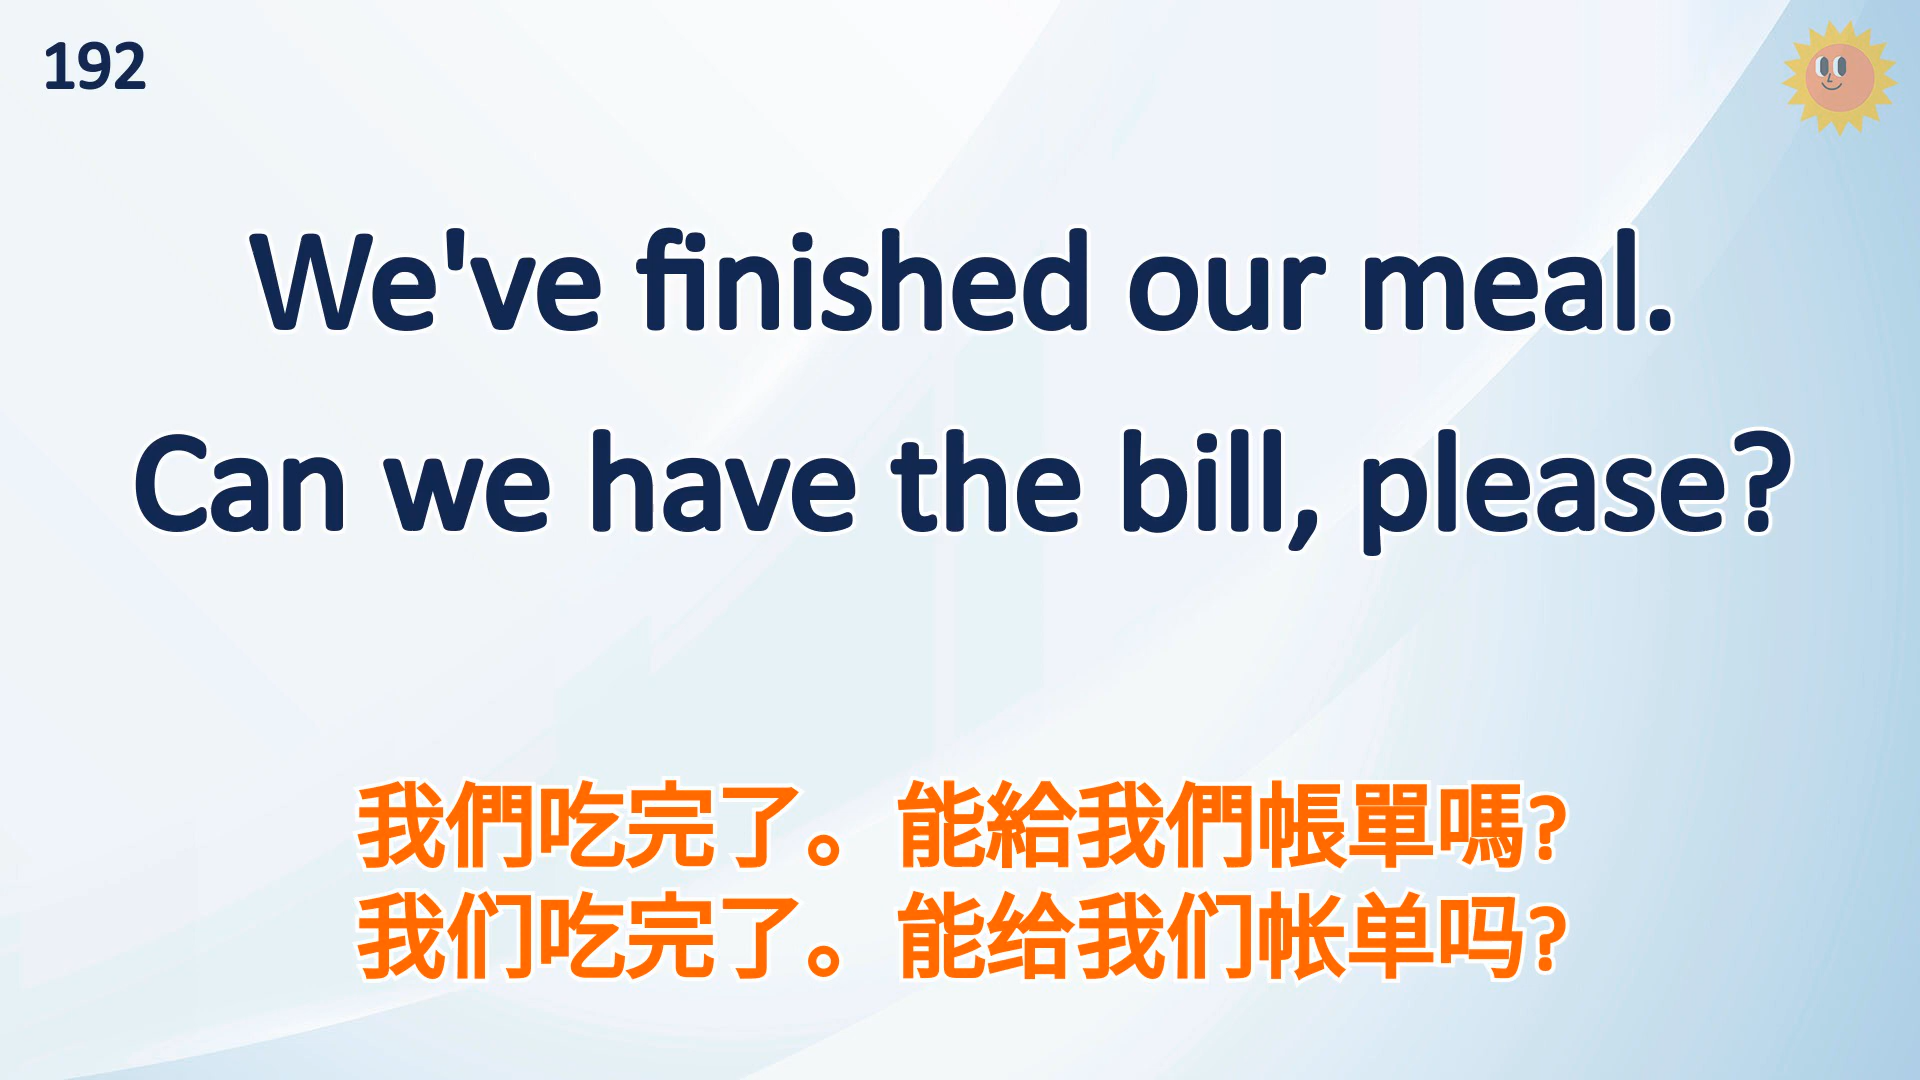 192
We've finished our meal.
Can we have the bill, please?
我們吃完了。能給我們帳單嗎?
我们吃完了。能给我们帐单吗?